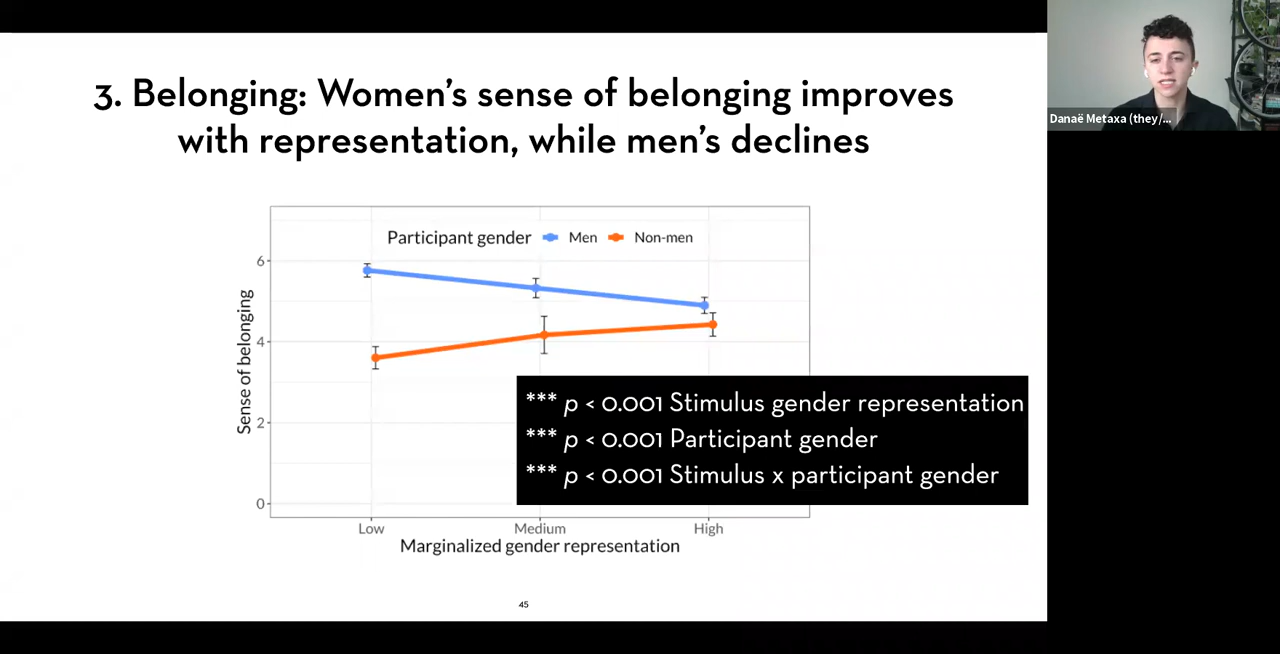 3. Belonging: Women's sense of belonging improves
with representation, while men's declines
Participant gender Men Non-men
Sense of belonging
6
4
2
0
Low Medium High
Marginalized gender representation
*** p < 0.001 Stimulus gender representation
*** p < 0.001 Participant gender
*** p < 0.001 Stimulus x participant gender
45
Danaë Metaxa (they/...